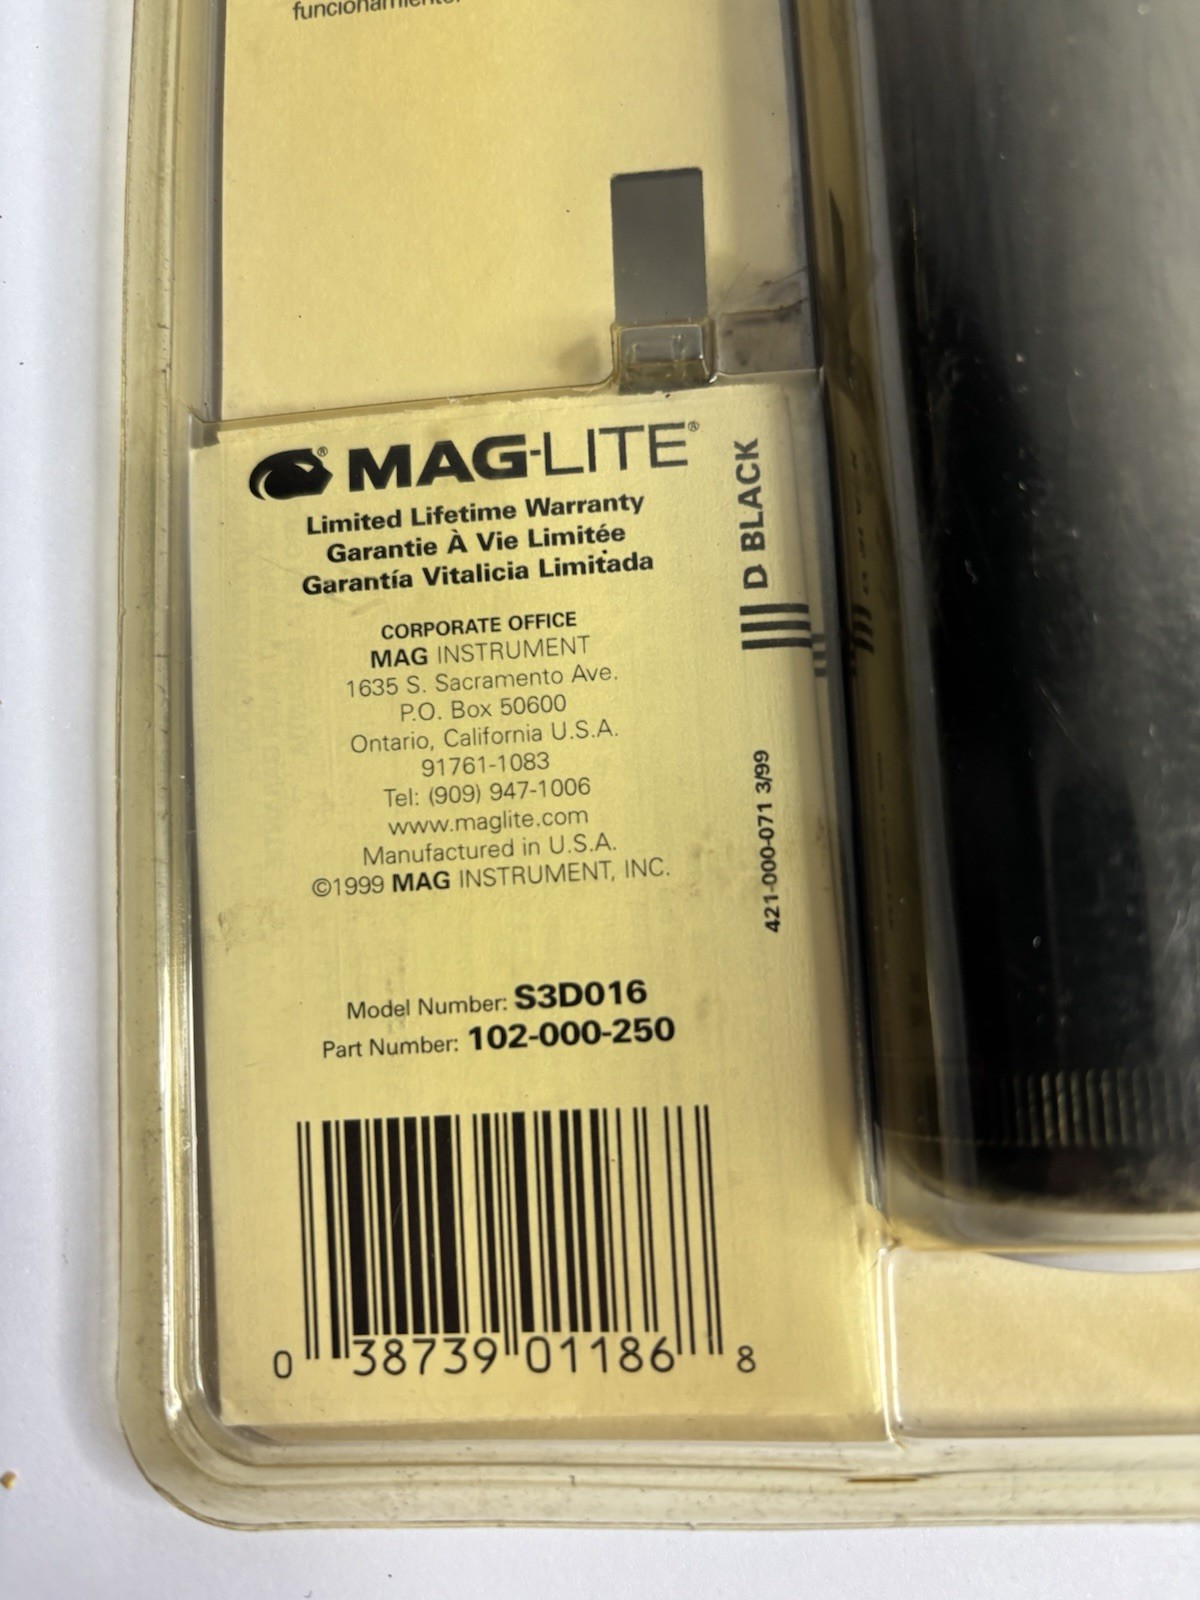 funcionamiento.
MAG-LITE®
Limited Lifetime Warranty
Garantie À Vie Limitée
Garantía Vitalicia Limitada
CORPORATE OFFICE
MAG INSTRUMENT
1635 S. Sacramento Ave.
P.O. Box 50600
Ontario, California U.S.A.
91761-1083
Tel: (909) 947-1006
www.maglite.com
Manufactured in U.S.A.
©1999 MAG INSTRUMENT, INC.
D BLACK
421-000-071 3/99
Model Number: S3D016
Part Number: 102-000-250
0 38739 01186 8